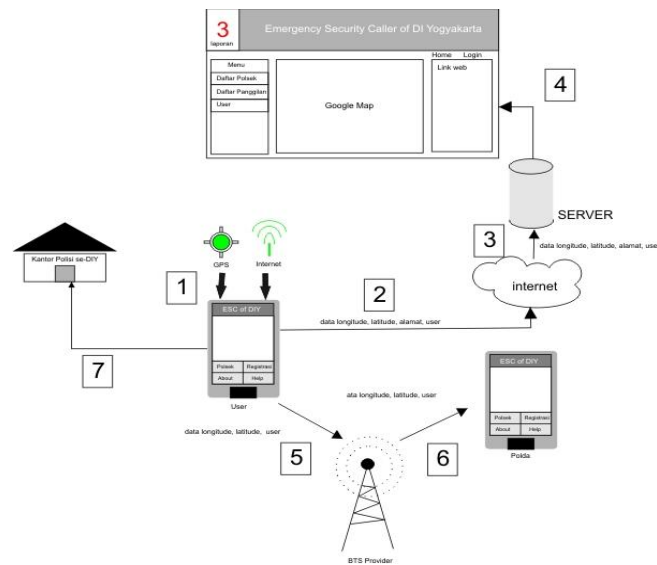 3
laporan
Emergency Security Caller of DI Yogyakarta
Home Login
Menu
Daftar Polsek
Daftar Panggilan
User
Google Map
Link web
4
SERVER
3
data longitude, latitude, alamat, use
internet
Kantor Polisi se-DIY
GPS
Internet
1
2
data longitude, latitude, alamat, user
ESC of DIY
Polsek
Registrasi
About
Help
User
7
data longitude, latitude, user
5
ata longitude, latitude, user
6
ESC of DIY
Polsek
Registrasi
About
Help
Polda
BTS Provider